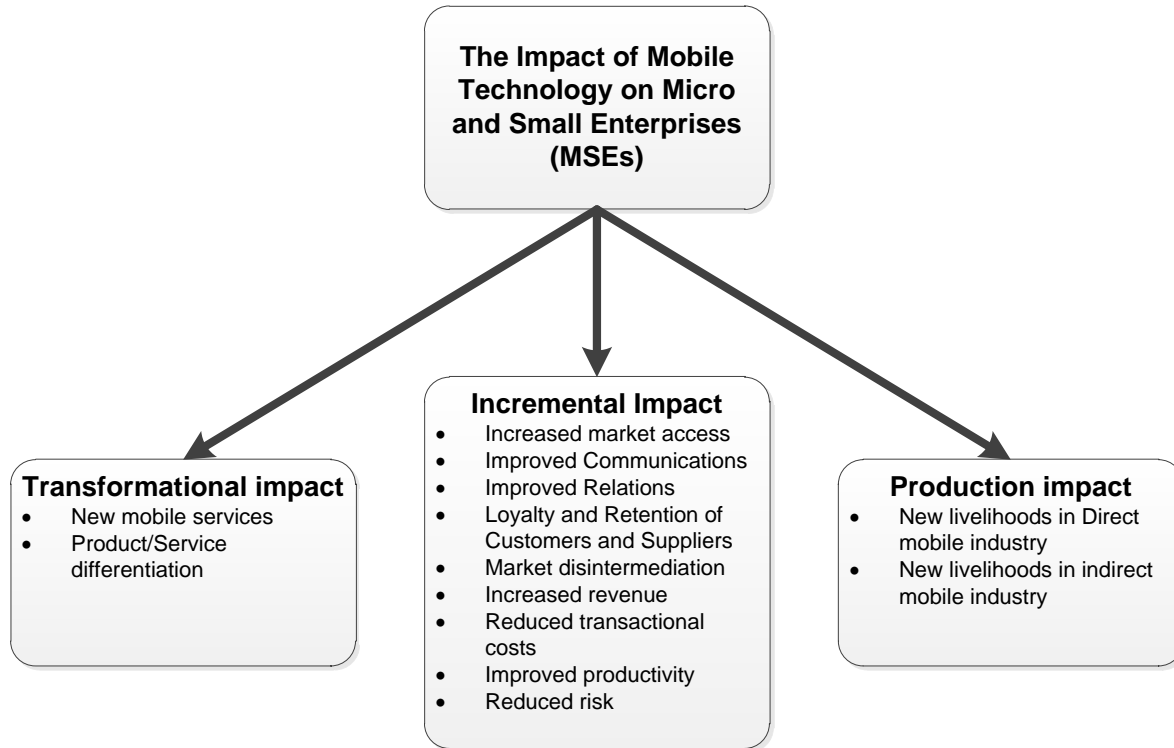 The Impact of Mobile
Technology on Micro
and Small Enterprises
(MSEs)
Transformational impact
• New mobile services
• Product/Service
differentiation
Incremental Impact
• Increased market access
• Improved Communications
• Improved Relations
• Loyalty and Retention of
Customers and Suppliers
• Market disintermediation
• Increased revenue
• Reduced transactional
costs
• Improved productivity
• Reduced risk
Production impact
• New livelihoods in Direct
mobile industry
• New livelihoods in indirect
mobile industry